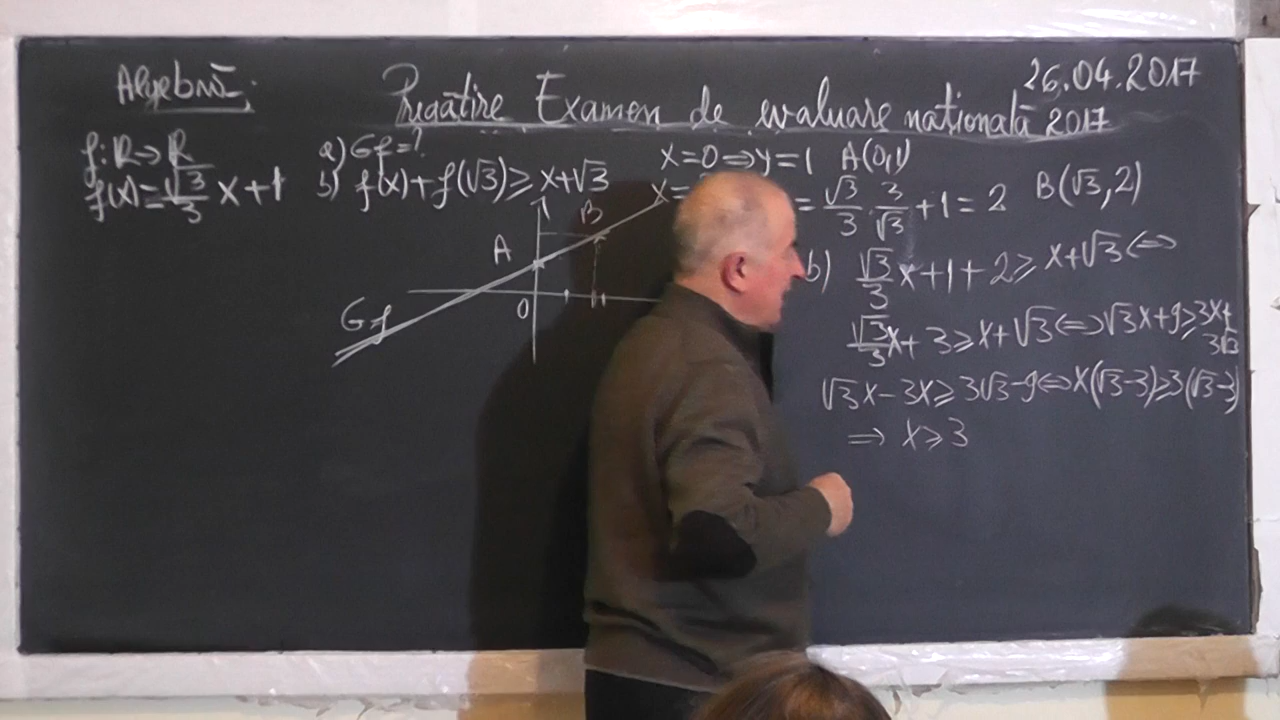 Algebră:
Pregătire Examen de evaluare națională 2017
26.04.2017
f: R → R
f(x) = √3/3 x + 1
a) Gf = ?
b) f(x) + f(√3) ≥ x + √3
x = 0 ⇒ y = 1 A(0,1)
x =
= √3/3 · 3/√3 + 1 = 2 B(√3, 2)
A
B
O
Gf
b) √3/3 x + 1 + 2 ≥ x + √3 ⇔
√3/3 x + 3 ≥ x + √3 ⇔ √3x + 9 ≥ 3x + 3√3
√3x - 3x ≥ 3√3 - 9 ⇔ x(√3 - 3) ≥ 3(√3 - 3)
⇒ x ≥ 3